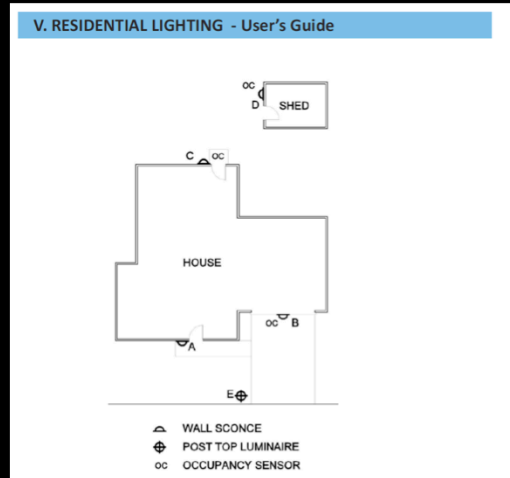 V. RESIDENTIAL LIGHTING - User's Guide
OC
D SHED
C OC
HOUSE
OC B
A
E
WALL SCONCE
POST TOP LUMINAIRE
OC OCCUPANCY SENSOR